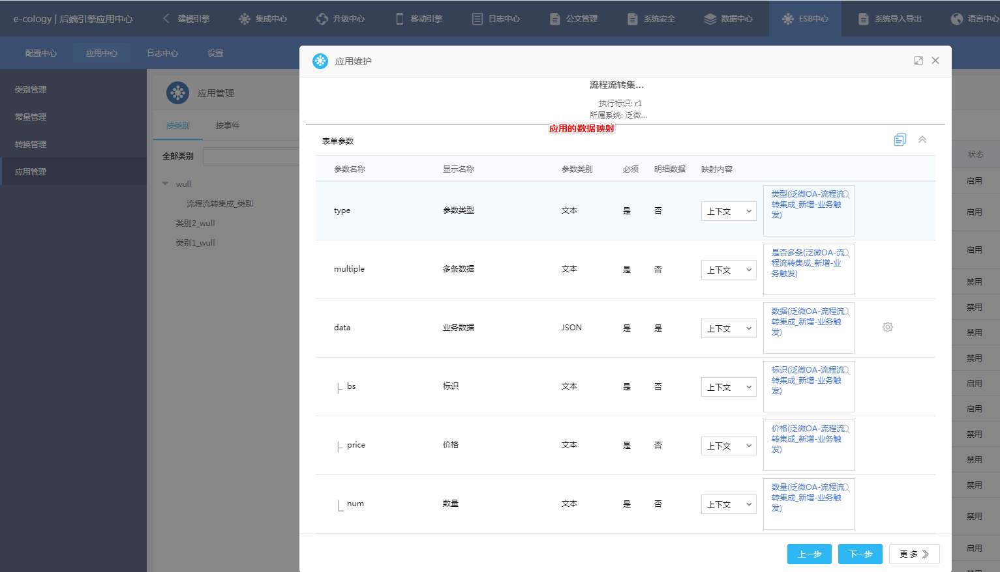 e-cology | 后端引擎应用中心
建模引擎
集成中心
升级中心
移动引擎
日志中心
公文管理
系统安全
数据中心
ESB中心
系统导入导出
语言中心
配置中心
应用中心
日志中心
设置
类别管理
常量管理
转换管理
应用管理
应用管理
按类别
按事件
全部类别
wull
流程流转集成_类别
类别2_wull
类别1_wull
应用维护
流程流转集...
执行标识: r1
所属系统: 泛微...
应用的数据映射
表单参数
参数名称 显示名称 参数类别 必须 明细数据 映射内容
type 参数类型 文本 是 否 上下文
类型(泛微OA-流程流
转集成_新增-业务触
发)
multiple 多条数据 文本 是 否 上下文
是否多条(泛微OA-流
程流转集成_新增-业
务触发)
data 业务数据 JSON 是 是 上下文
数据(泛微OA-流程流
转集成_新增-业务触
发)
bs 标识 文本 是 否 上下文
标识(泛微OA-流程流
转集成_新增-业务触
发)
price 价格 文本 是 否 上下文
价格(泛微OA-流程流
转集成_新增-业务触
发)
num 数量 文本 是 否 上下文
数量(泛微OA-流程流
转集成_新增-业务触
发)
上一步
下一步
更多
状态
启用
启用
启用
禁用
禁用
禁用
禁用
启用
启用
禁用
禁用
禁用
禁用
启用